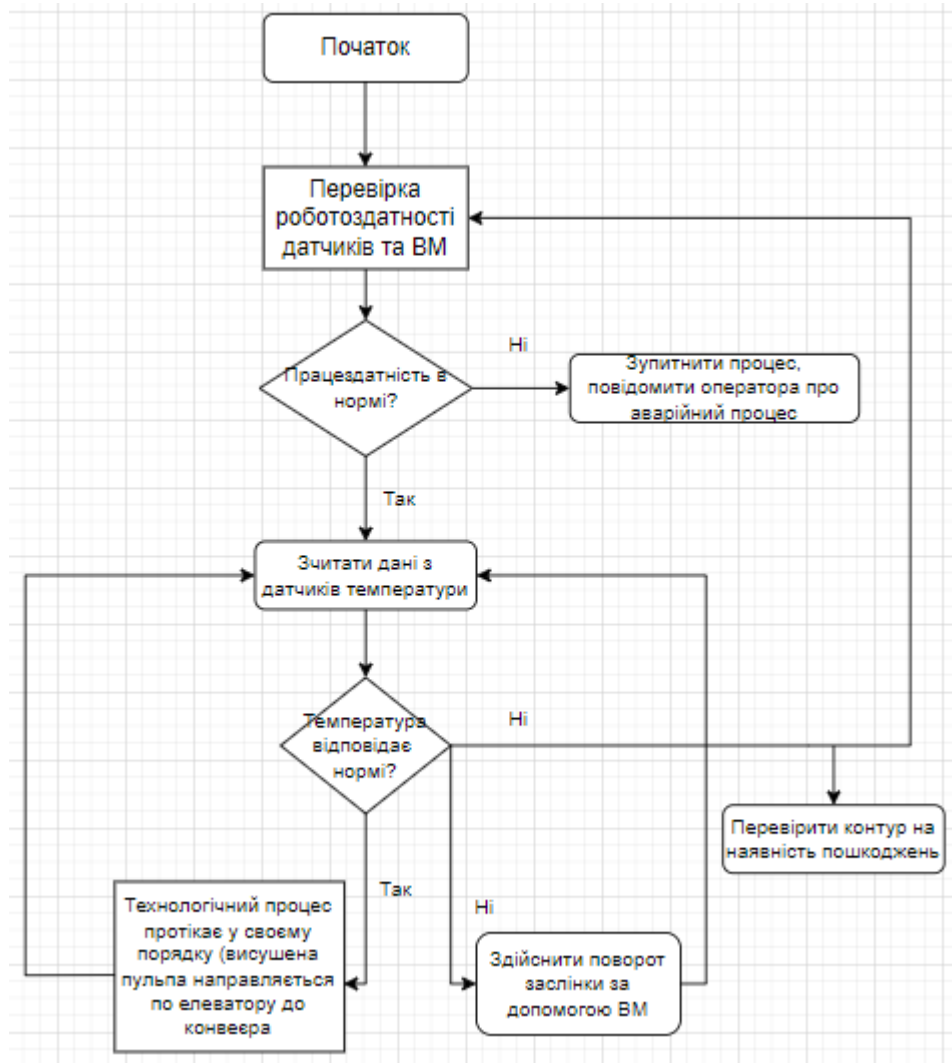 Початок
Перевірка
роботоздатності
датчиків та ВМ
Працездатність в
нормі?
Ні
Зупитнити процес,
повідомити оператора про
аварійний процес
Так
Зчитати дані з
датчиків температури
Температура
відповідає
нормі?
Ні
Перевірити контур на
наявність пошкоджень
Так
Ні
Технологічний процес
протікає у своєму
порядку (висушена
пульпа направляється
по елеватору до
конвеєра
Здійснити поворот
заслінки за
допомогою ВМ